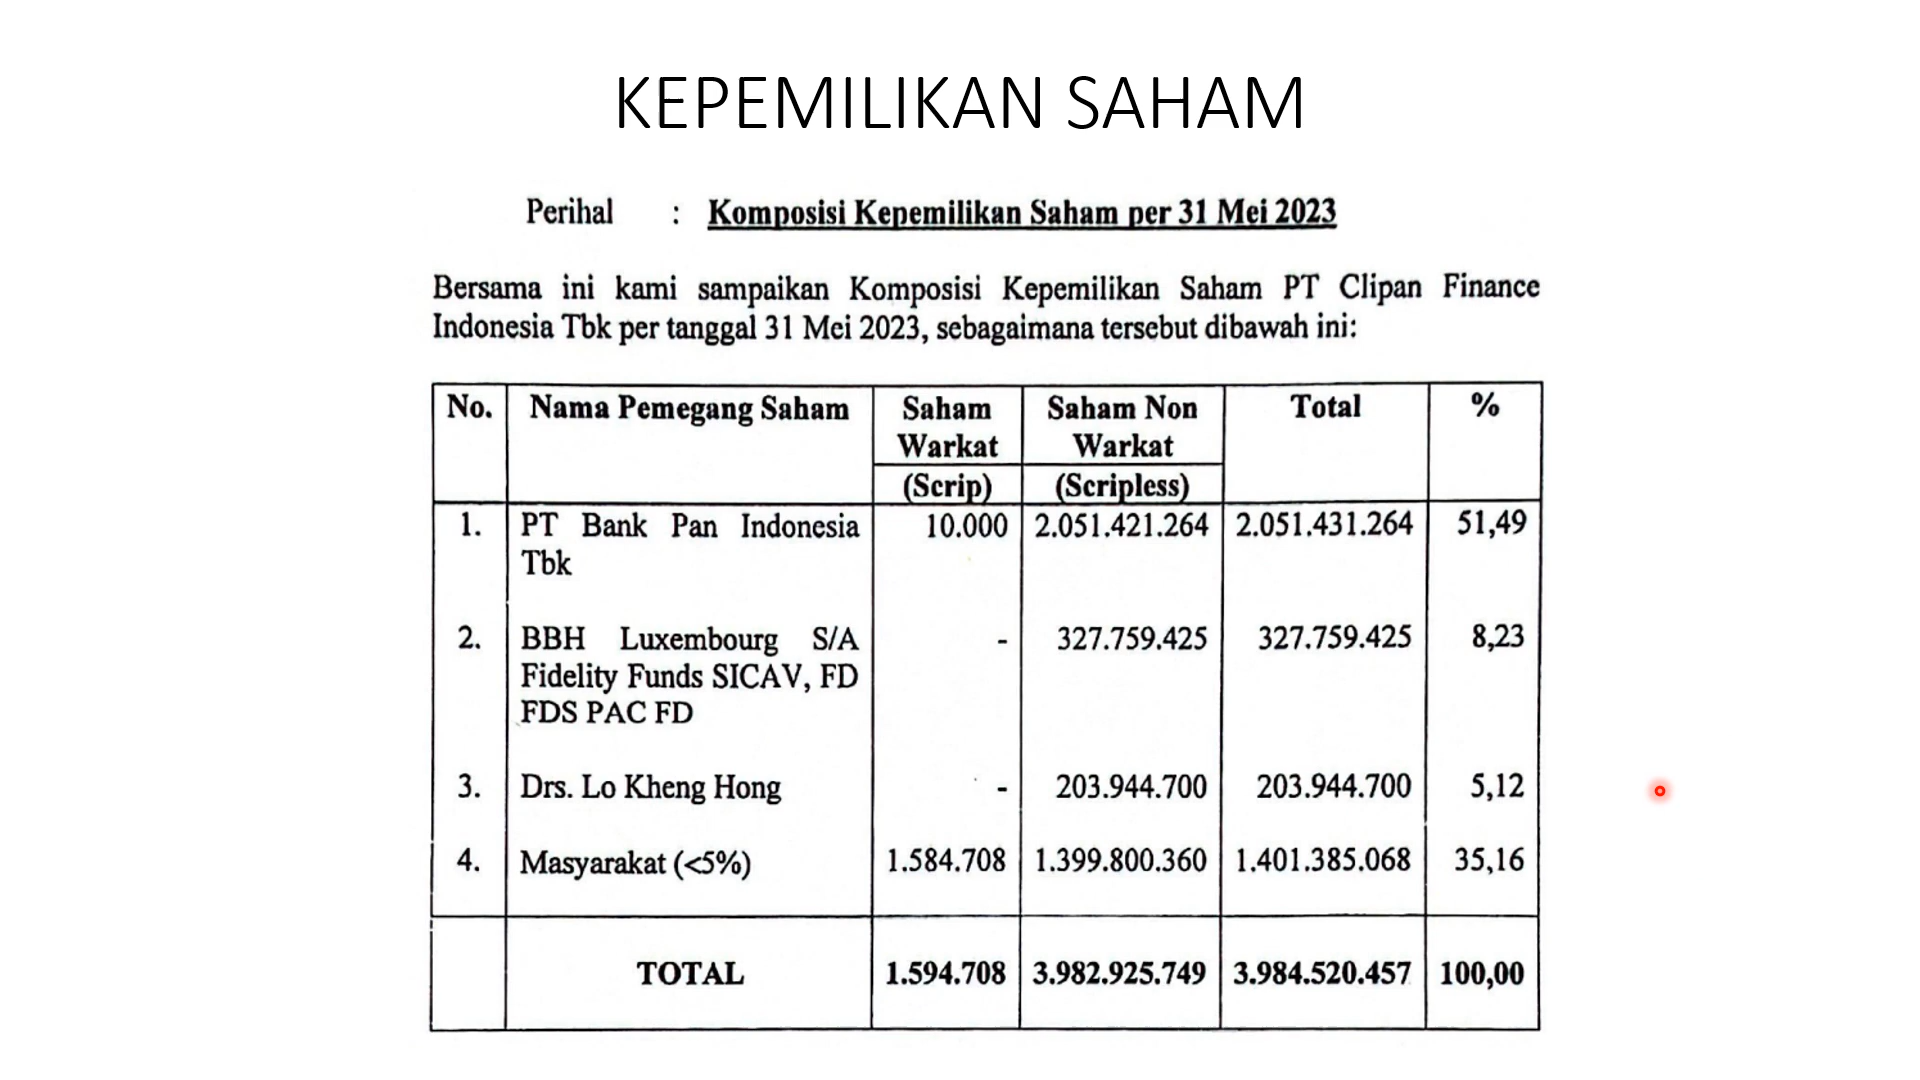 KEPEMILIKAN SAHAM
Perihal : Komposisi Kepemilikan Saham per 31 Mei 2023
Bersama ini kami sampaikan Komposisi Kepemilikan Saham PT Clipan Finance
Indonesia Tbk per tanggal 31 Mei 2023, sebagaimana tersebut dibawah ini:
No. Nama Pemegang Saham Saham Saham Non Total %
Warkat Warkat
(Scrip) (Scripless)
1. PT Bank Pan Indonesia 10.000 2.051.421.264 2.051.431.264 51,49
Tbk
2. BBH Luxembourg S/A - 327.759.425 327.759.425 8,23
Fidelity Funds SICAV, FD
FDS PAC FD
3. Drs. Lo Kheng Hong - 203.944.700 203.944.700 5,12
4. Masyarakat (<5%) 1.584.708 1.399.800.360 1.401.385.068 35,16
TOTAL 1.594.708 3.982.925.749 3.984.520.457 100,00